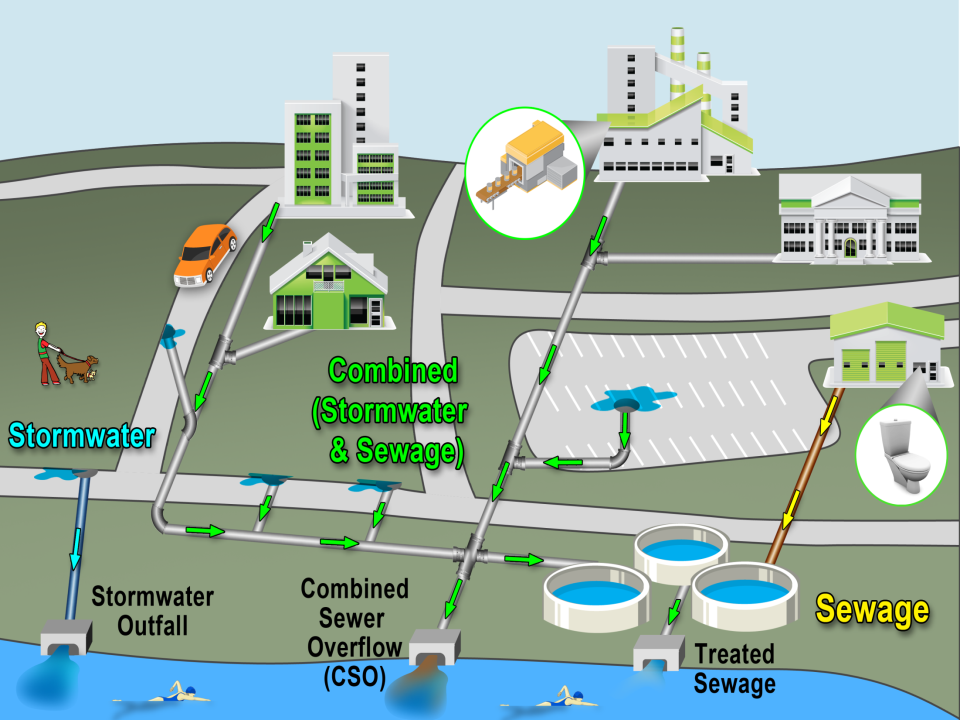 Combined
(Stormwater
& Sewage)
Stormwater
Stormwater
Outfall
Combined
Sewer
Overflow
(CSO)
Sewage
Treated
Sewage